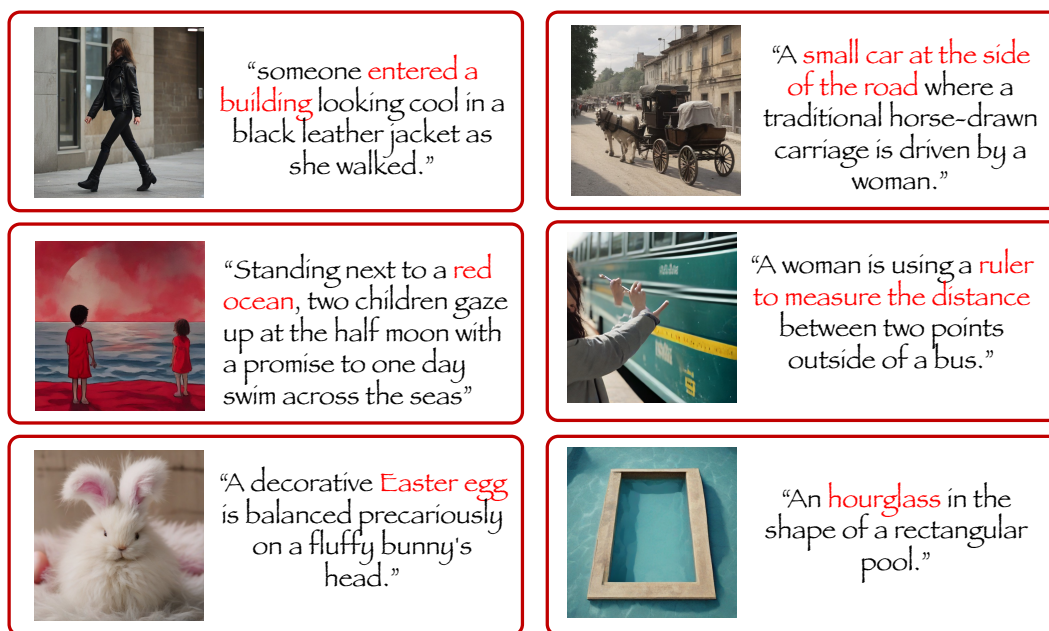 “someone entered a
building looking cool in a
black leather jacket as
she walked.”
“A small car at the side
of the road where a
traditional horse-drawn
carriage is driven by a
woman.”
“Standing next to a red
ocean, two children gaze
up at the half moon with
a promise to one day
swim across the seas”
“A woman is using a ruler
to measure the distance
between two points
outside of a bus.”
“A decorative Easter egg
is balanced precariously
on a fluffy bunny's
head.”
“An hourglass in the
shape of a rectangular
pool.”